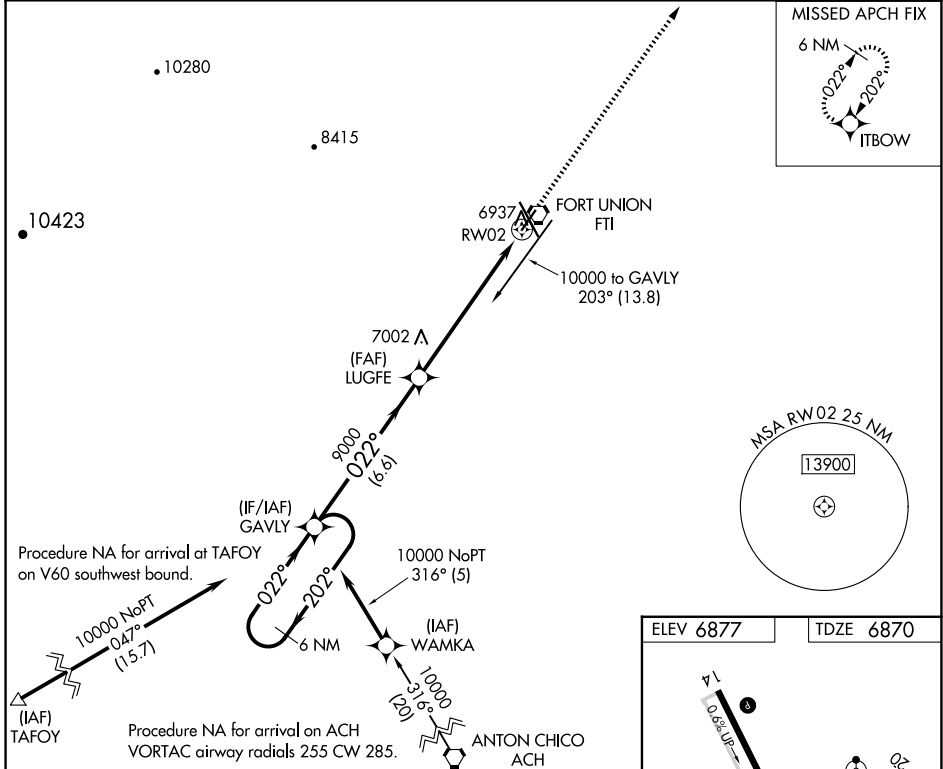 MISSED APCH FIX
6 NM
022°
202°
ITBOW
10280
8415
10423
6937
RW02
FORT UNION
FTI
10000 to GAVLY
203° (13.8)
7002
(FAF)
LUGFE
9000
022°
(6.6)
MSA RW02 25 NM
13900
(IF/IAF)
GAVLY
Procedure NA for arrival at TAFOY
on V60 southwest bound.
10000 NoPT
316° (5)
022°
202°
6 NM
10000 NoPT
047°
(15.7)
(IAF)
WAMKA
(IAF)
TAFOY
10000
316°
(20)
Procedure NA for arrival on ACH
VORTAC airway radials 255 CW 285.
ANTON CHICO
ACH
ELEV 6877
TDZE 6870
14
P
0.6% UP
20